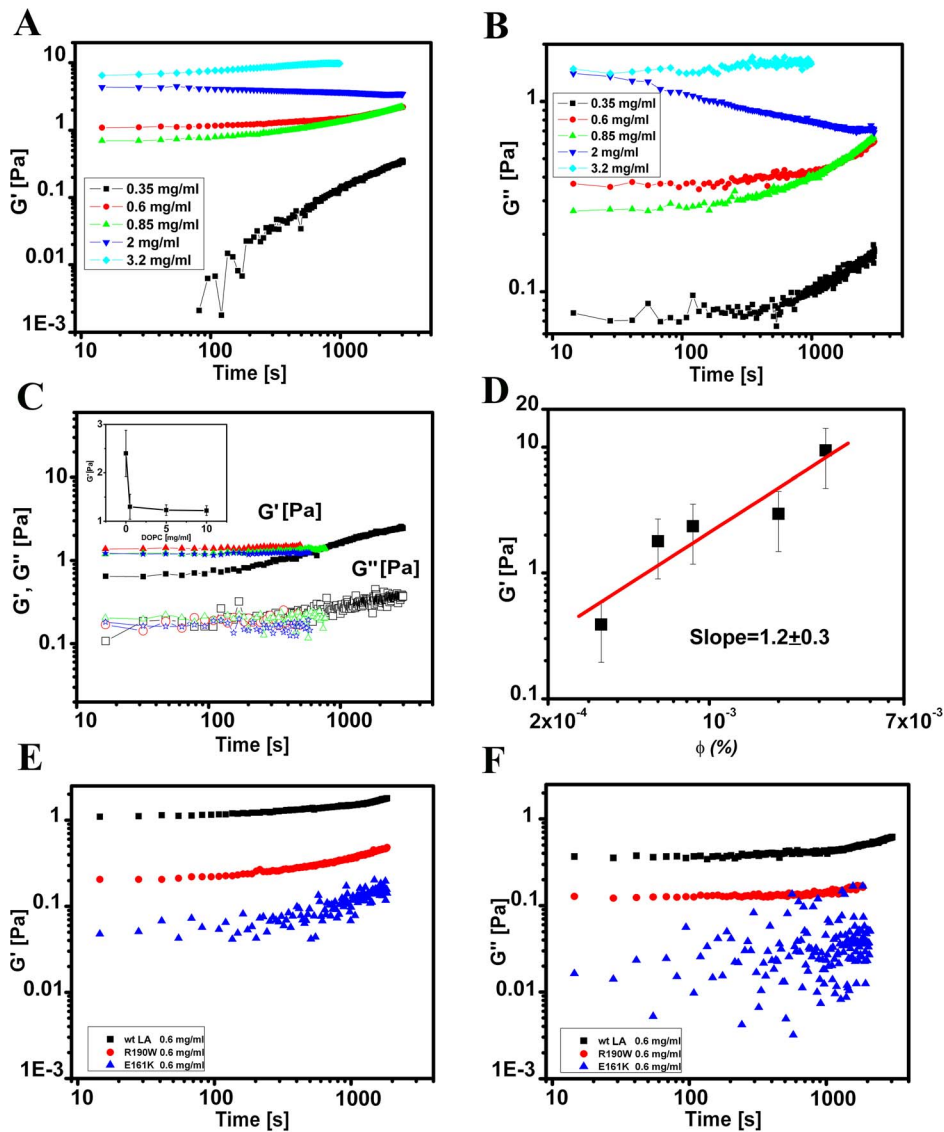 A
G' [Pa]
10
1
0.1
0.01
1E-3
0.35 mg/ml
0.6 mg/ml
0.85 mg/ml
2 mg/ml
3.2 mg/ml
10 100 1000
Time [s]
B
G" [Pa]
1
0.1
0.35 mg/ml
0.6 mg/ml
0.85 mg/ml
2 mg/ml
3.2 mg/ml
10 100 1000
Time [s]
C
G', G" [Pa]
10
1
0.1
G'[Pa]
3
2
1
0 5 10
DOPC [mg/ml]
G'[Pa]
G"[Pa]
10 100 1000
Time [s]
D
G' [Pa]
20
10
1
0.1
Slope=1.2±0.3
2x10-4 10-3 7x10-3
ϕ (%)
E
G' [Pa]
1
0.1
0.01
1E-3
wt LA 0.6 mg/ml
R190W 0.6 mg/ml
E161K 0.6 mg/ml
10 100 1000
Time [s]
F
G" [Pa]
1
0.1
0.01
1E-3
wt LA 0.6 mg/ml
R190W 0.6 mg/ml
E161K 0.6 mg/ml
10 100 1000
Time [s]